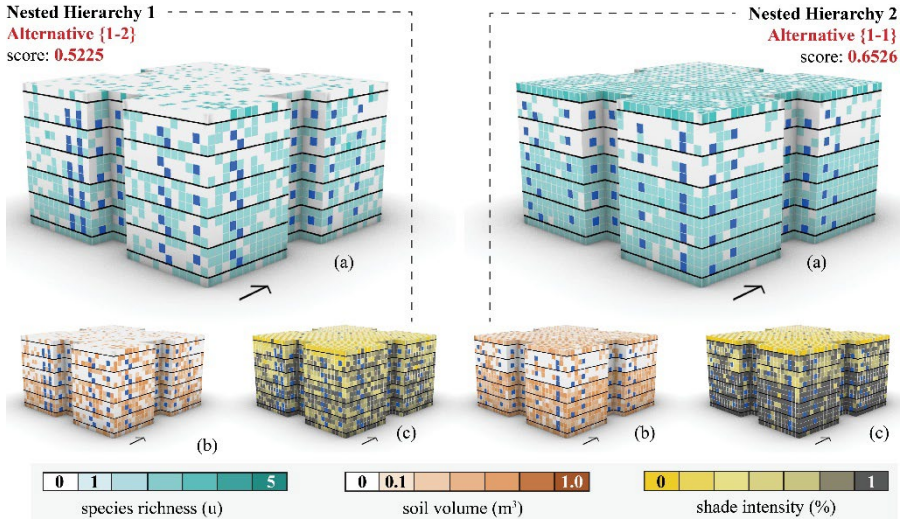 Nested Hierarchy 1
Alternative {1-2}
score: 0.5225
Nested Hierarchy 2
Alternative {1-1}
score: 0.6526
(a)
(a)
(b)
(c)
(b)
(c)
0 1 5
species richness (u)
0 0.1 1.0
soil volume (m³)
0 1
shade intensity (%)